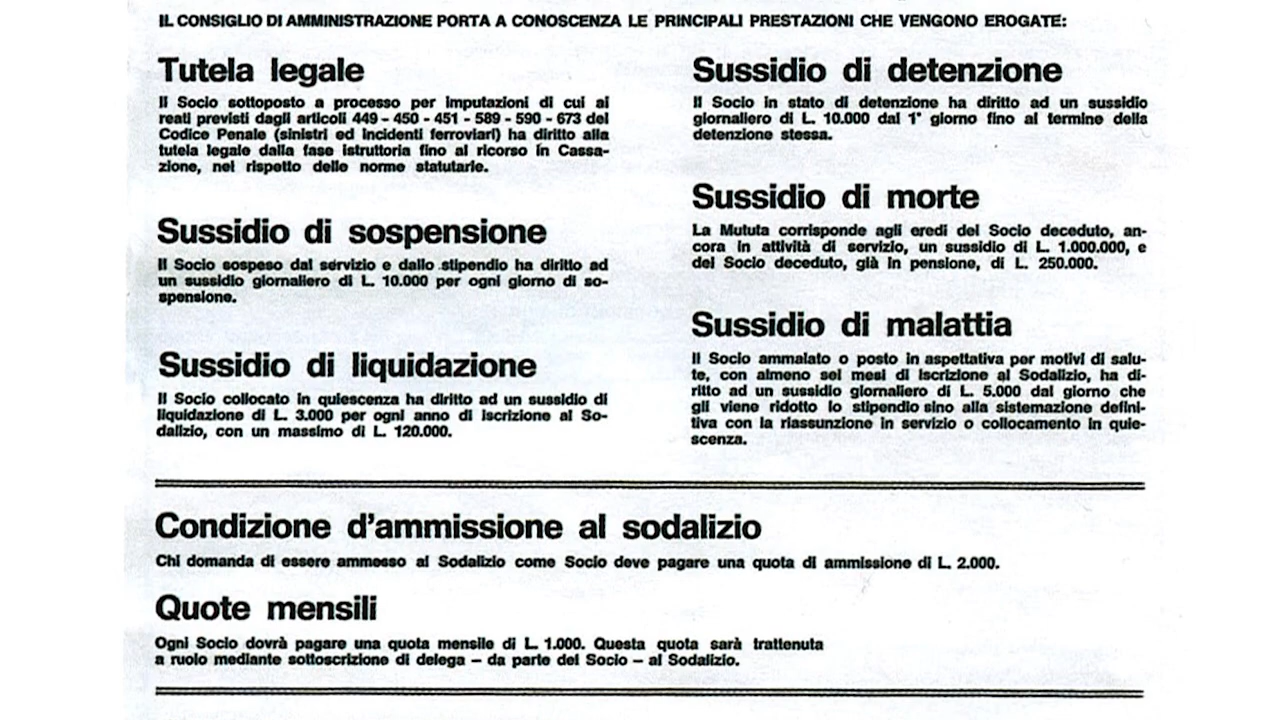 IL CONSIGLIO DI AMMINISTRAZIONE PORTA A CONOSCENZA LE PRINCIPALI PRESTAZIONI CHE VENGONO EROGATE:
Tutela legale
Il Socio sottoposto a processo per imputazioni di cui ai
reati previsti dagli articoli 449 - 450 - 451 - 589 - 590 - 673 del
Codice Penale (sinistri ed incidenti ferroviari) ha diritto alla
tutela legale dalla fase istruttoria fino al ricorso in Cassa-
zione, nel rispetto delle norme statutarie.
Sussidio di sospensione
Il Socio sospeso dal servizio e dallo stipendio ha diritto ad
un sussidio giornaliero di L. 10.000 per ogni giorno di so-
spensione.
Sussidio di liquidazione
Il Socio collocato in quiescenza ha diritto ad un sussidio di
liquidazione di L. 3.000 per ogni anno di iscrizione al So-
dalizio, con un massimo di L. 120.000.
Sussidio di detenzione
Il Socio in stato di detenzione ha diritto ad un sussidio
giornaliero di L. 10.000 dal 1° giorno fino al termine della
detenzione stessa.
Sussidio di morte
La Mututa corrisponde agli eredi del Socio deceduto, an-
cora in attività di servizio, un sussidio di L. 1.000.000, e
del Socio deceduto, già in pensione, di L. 250.000.
Sussidio di malattia
Il Socio ammalato o posto in aspettativa per motivi di salu-
te, con almeno sei mesi di iscrizione al Sodalizio, ha di-
ritto ad un sussidio giornaliero di L. 5.000 dal giorno che
gli viene ridotto lo stipendio sino alla sistemazione defini-
tiva con la riassunzione in servizio o collocamento in quie-
scenza.
Condizione d'ammissione al sodalizio
Chi domanda di essere ammesso al Sodalizio come Socio deve pagare una quota di ammissione di L. 2.000.
Quote mensili
Ogni Socio dovrà pagare una quota mensile di L. 1.000. Questa quota sarà trattenuta
a ruolo mediante sottoscrizione di delega – da parte del Socio – al Sodalizio.